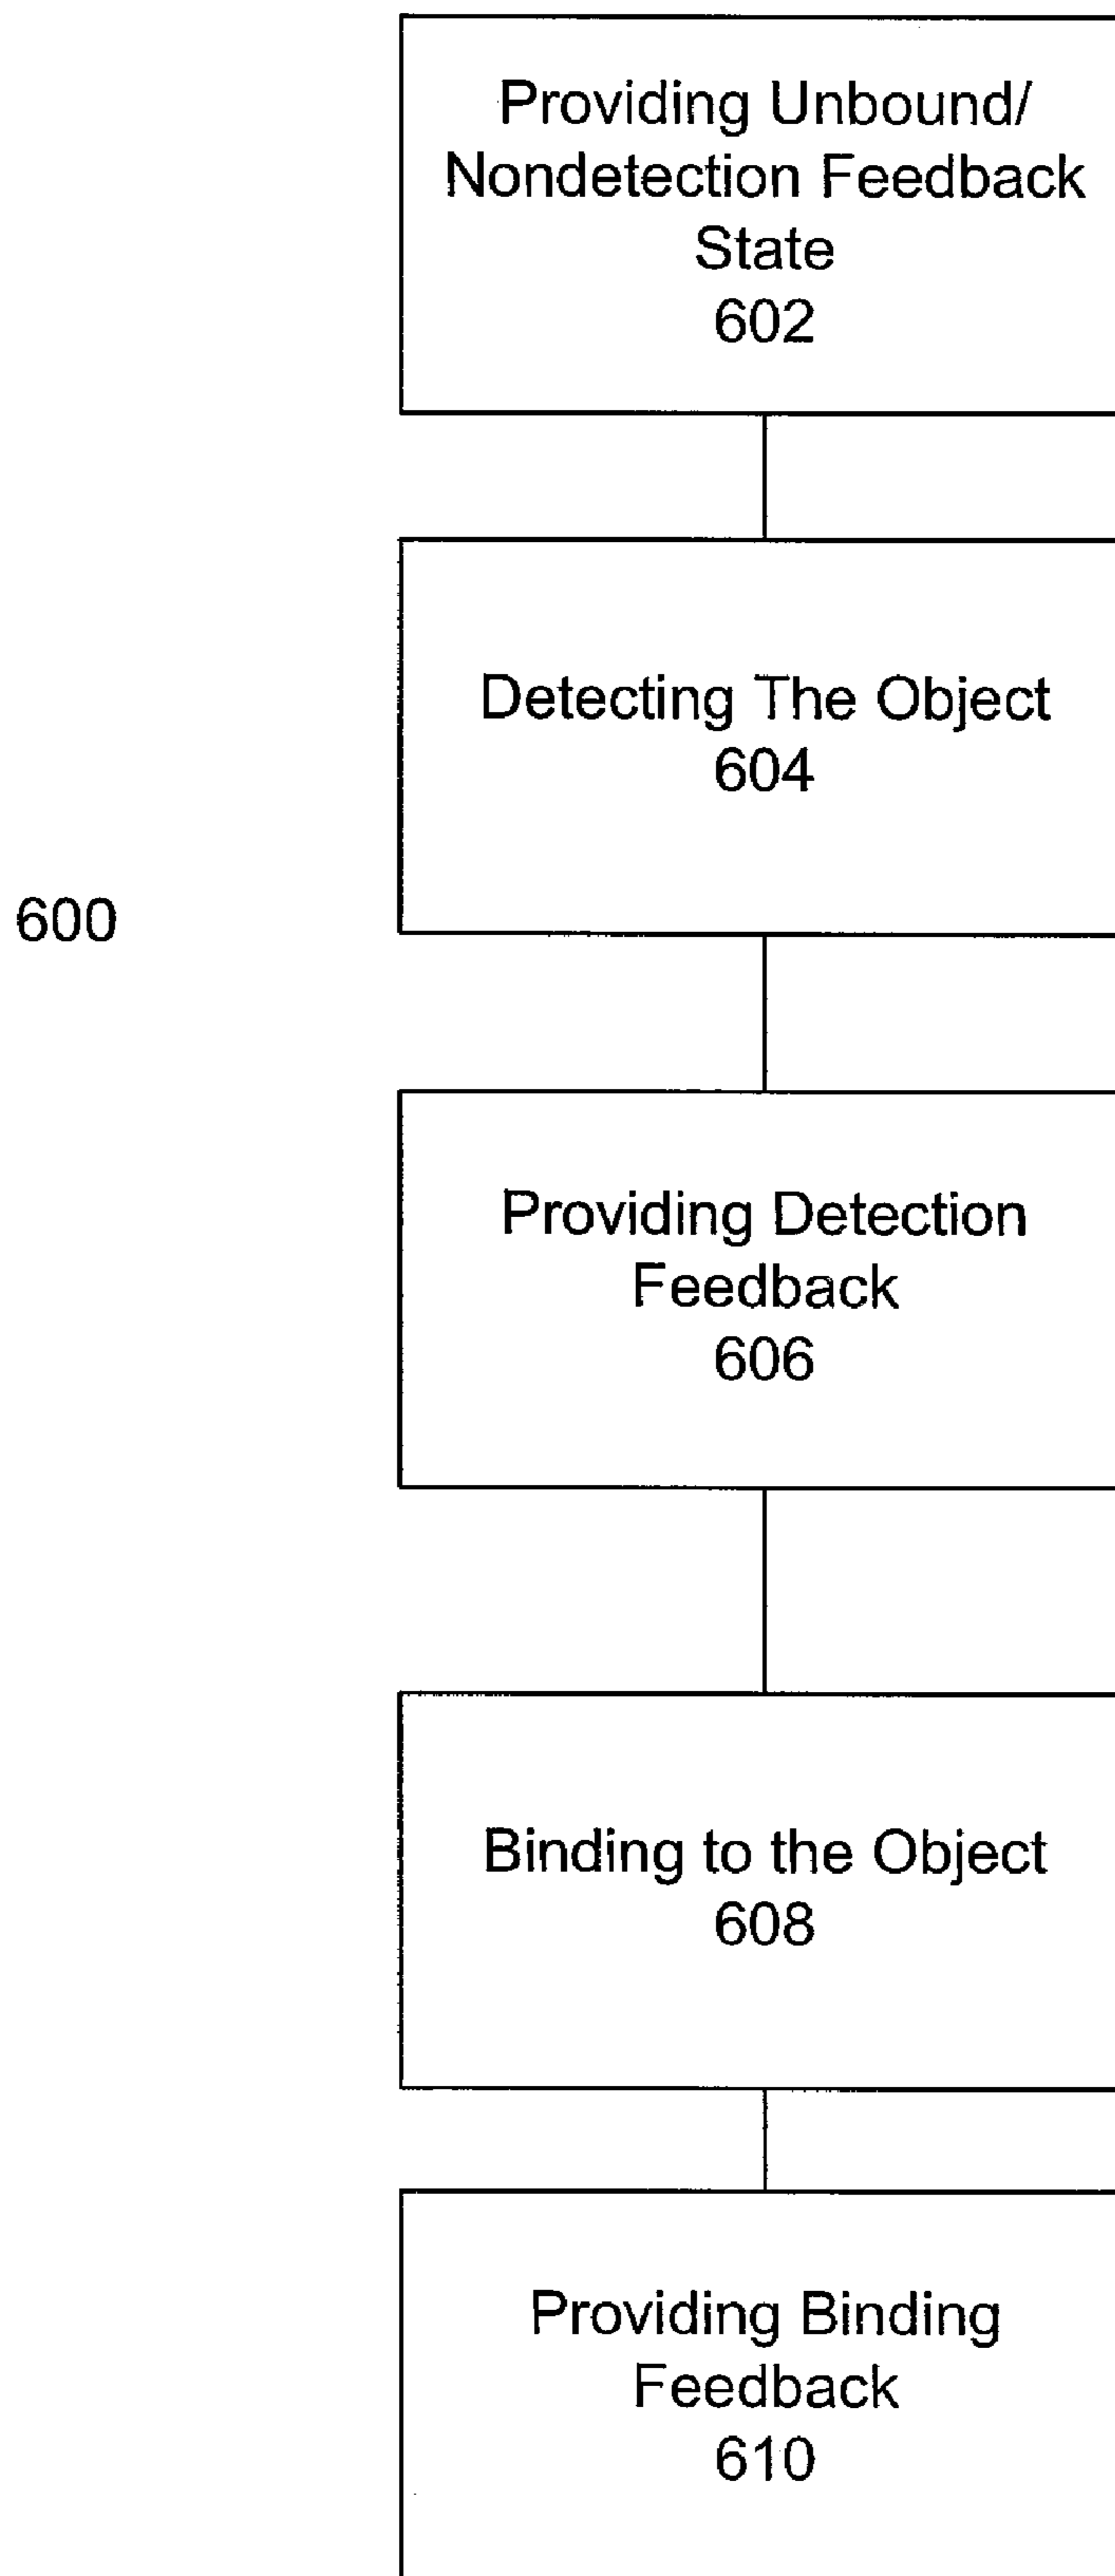 Providing Unbound/
Nondetection Feedback
State
602
Detecting The Object
604
600
Providing Detection
Feedback
606
Binding to the Object
608
Providing Binding
Feedback
610